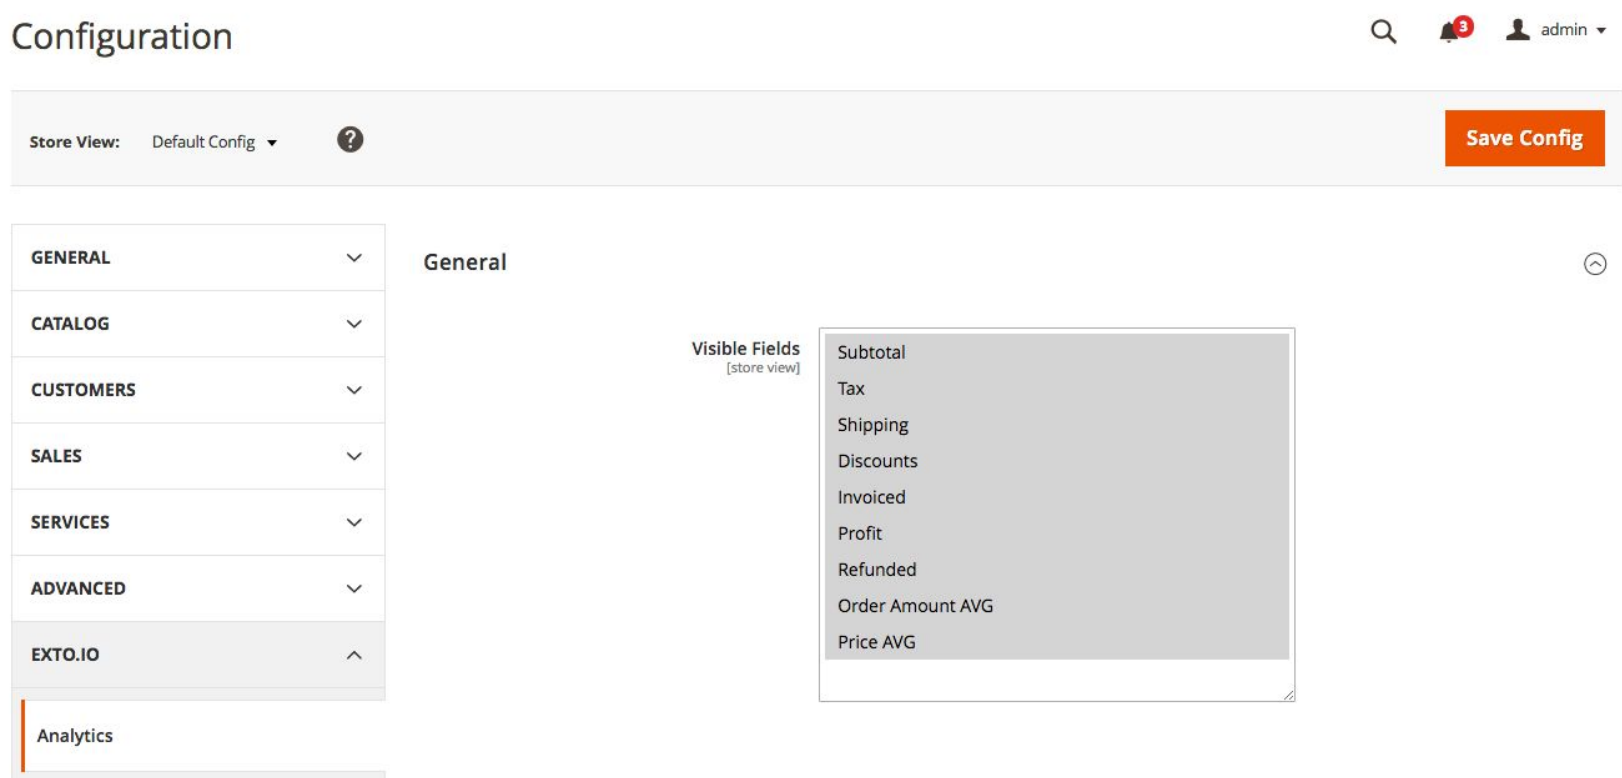 Configuration
3
admin
Store View: Default Config ?
Save Config
GENERAL
CATALOG
CUSTOMERS
SALES
SERVICES
ADVANCED
EXTO.IO
Analytics
General
Visible Fields
[store view]
Subtotal
Tax
Shipping
Discounts
Invoiced
Profit
Refunded
Order Amount AVG
Price AVG